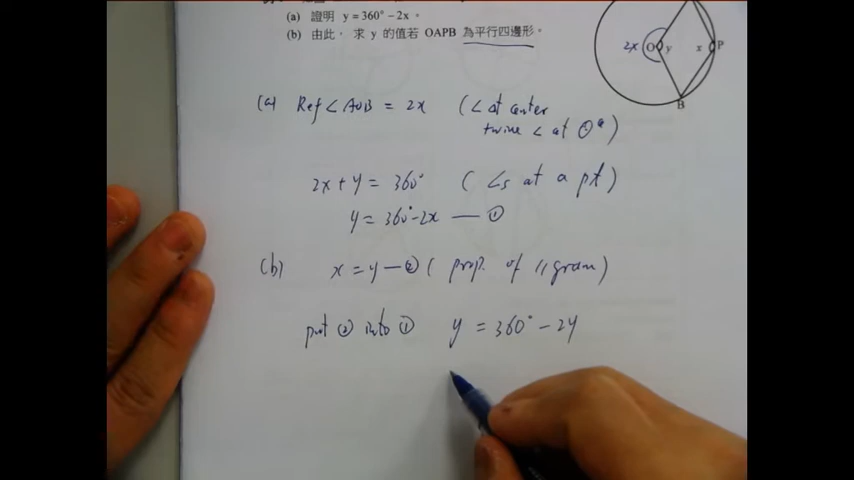 (a) 證明 y = 360° − 2x。
(b) 由此，求 y 的值若 OAPB 為平行四邊形。
2x O y x P
B
(a) Ref ∠AOB = 2x (∠ at center
twice ∠ at ⊙ce)
2x + y = 360° (∠s at a pt)
y = 360° - 2x — ①
(b) x = y — ② (prop. of // gram)
put ② into ① y = 360° - 2y